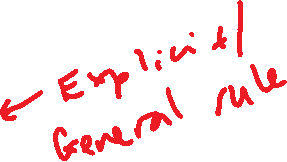 ← Explicit/
General rule